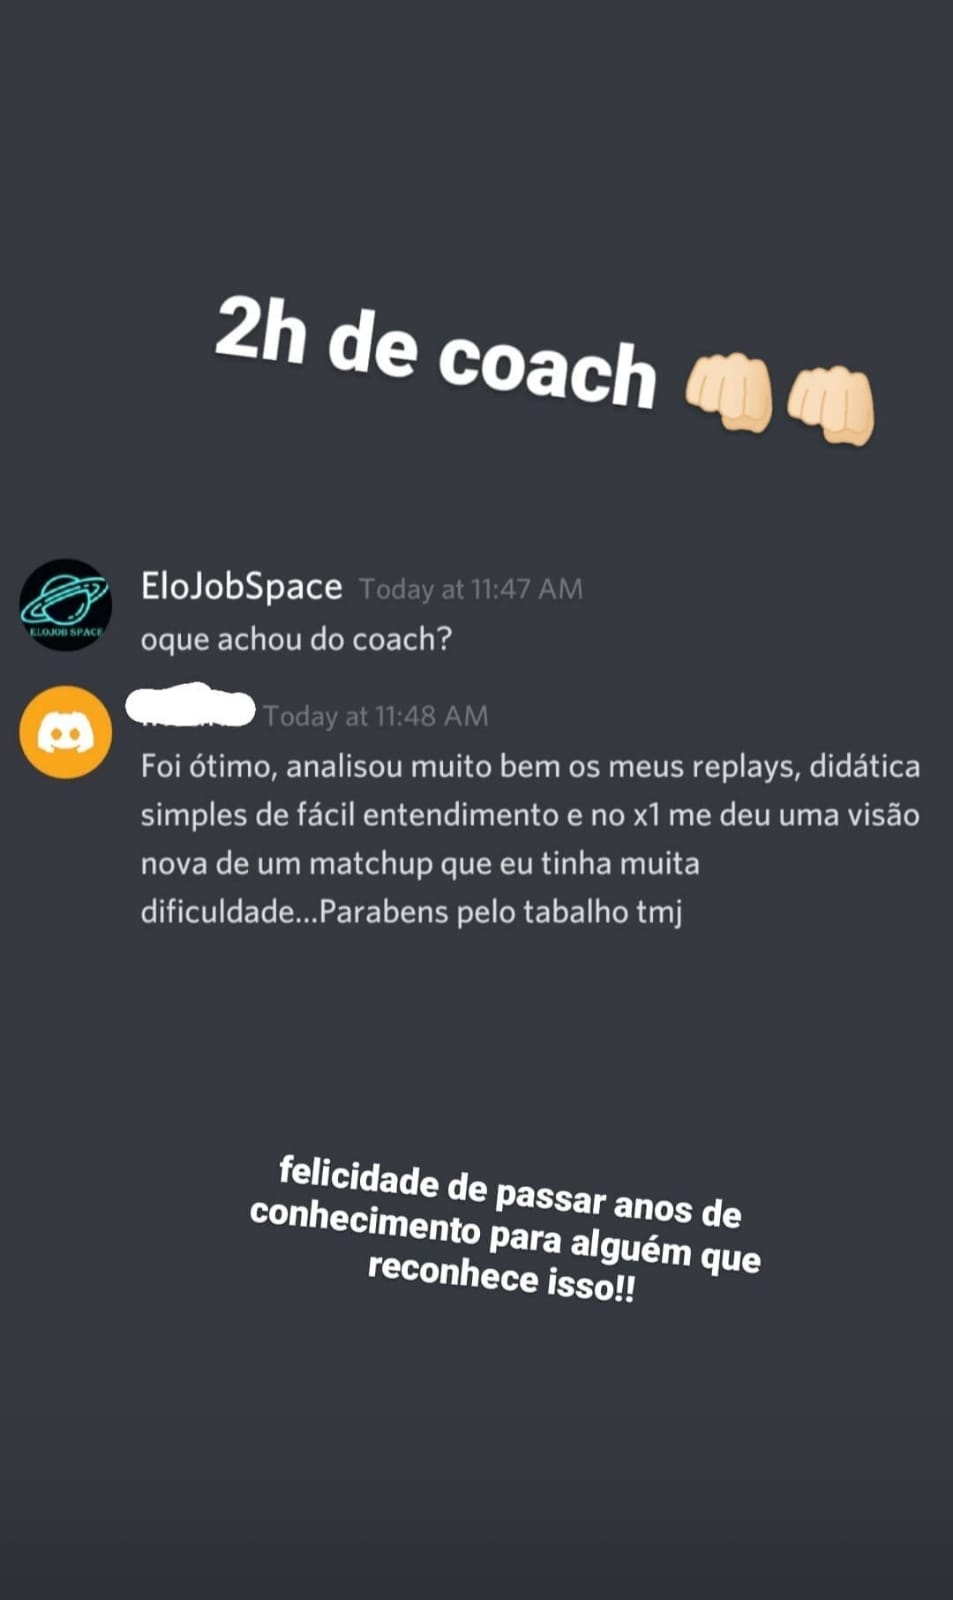 2h de coach 👊🏻👊🏻
EloJobSpace Today at 11:47 AM
ELOJOB SPACE
oque achou do coach?
Today at 11:48 AM
Foi ótimo, analisou muito bem os meus replays, didática
simples de fácil entendimento e no x1 me deu uma visão
nova de um matchup que eu tinha muita
dificuldade...Parabens pelo tabalho tmj
felicidade de passar anos de
conhecimento para alguém que
reconhece isso!!